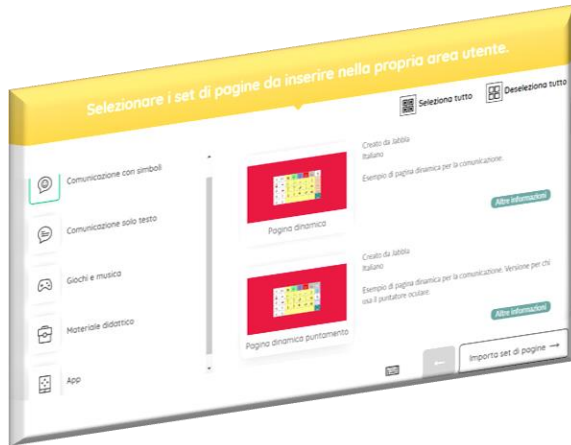 Selezionare i set di pagine da inserire nella propria area utente.
Seleziona tutto
Deseleziona tutto
Comunicazione con simboli
Comunicazione solo testo
Giochi e musica
Materiale didattico
App
Creato da Jabbla
Italiano
Esempio di pagina dinamica per la comunicazione.
Altre informazioni
Pagina dinamica
Creato da Jabbla
Italiano
Esempio di pagina dinamica per la comunicazione. Versione per chi
usa il puntatore oculare
Altre informazioni
Pagina dinamica puntamento
Importa set di pagine